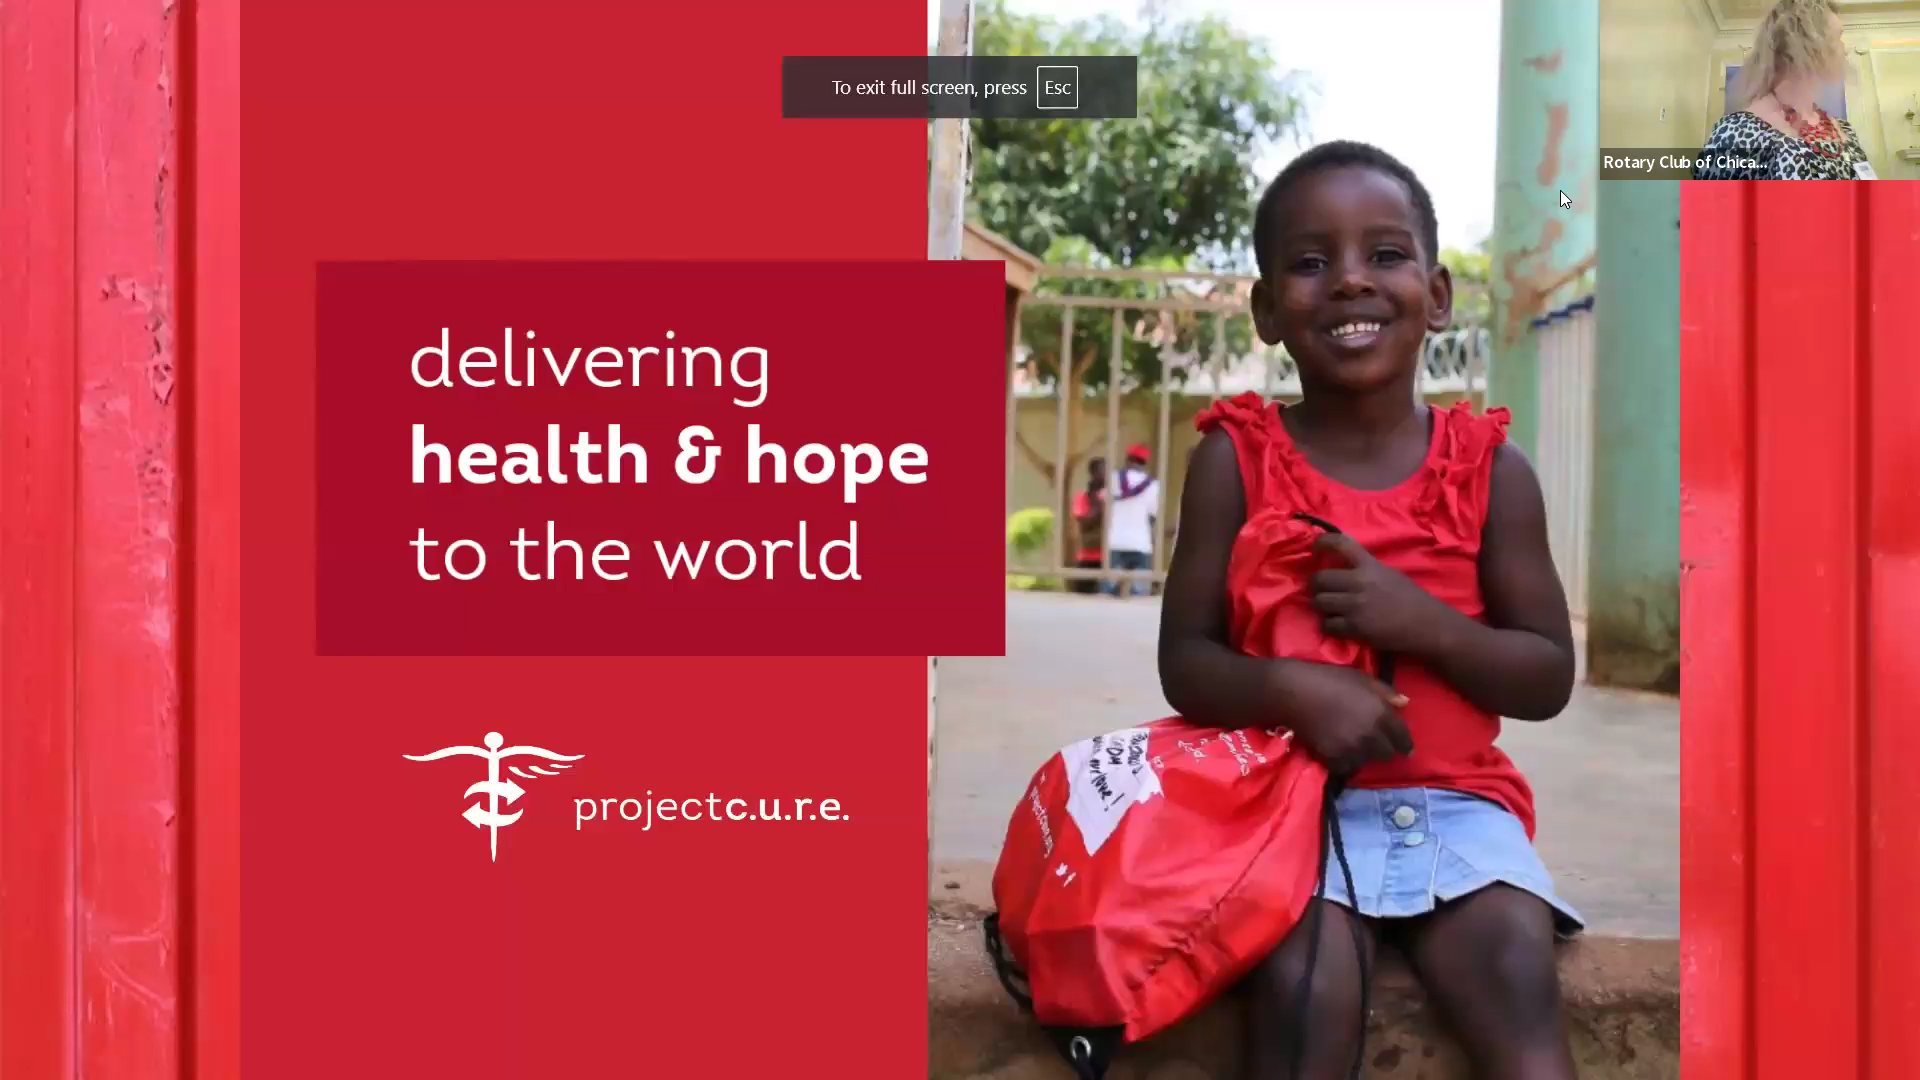 To exit full screen, press Esc
Rotary Club of Chica...
delivering
health & hope
to the world
projectc.u.r.e.